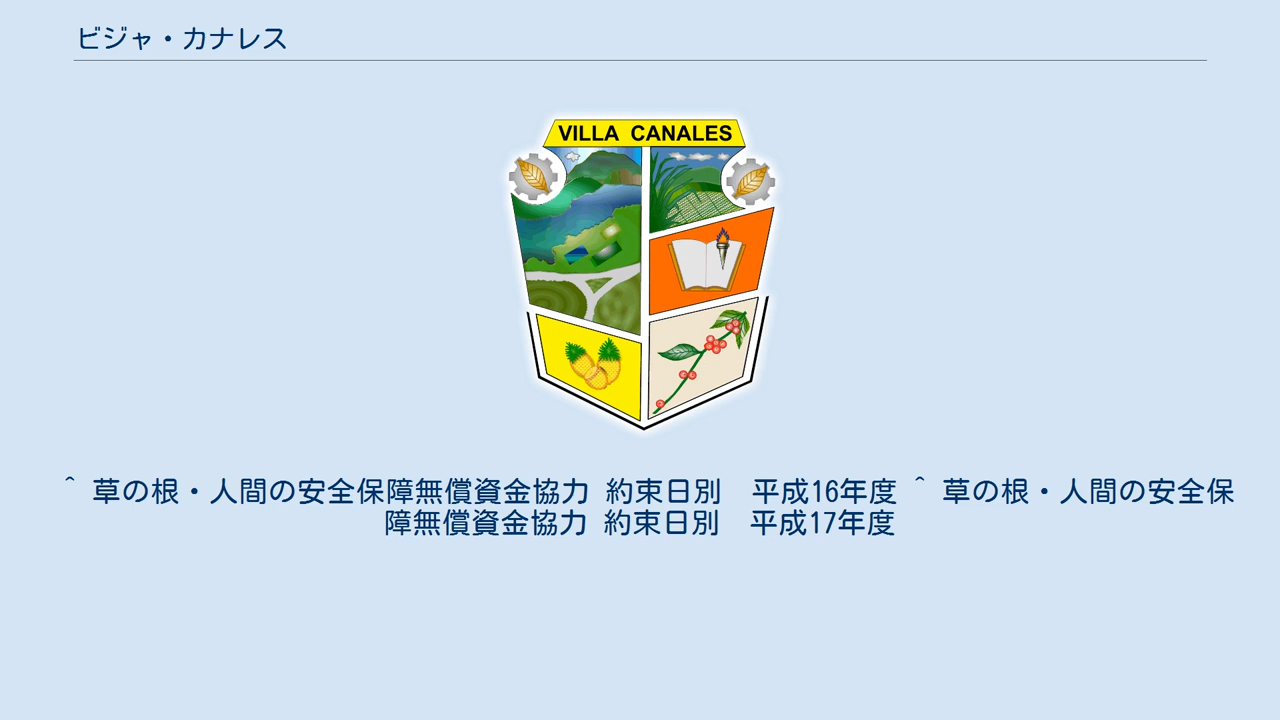 ビジャ・カナレス
VILLA CANALES
^ 草の根・人間の安全保障無償資金協力 約束日別　平成16年度 ^ 草の根・人間の安全保
障無償資金協力 約束日別　平成17年度